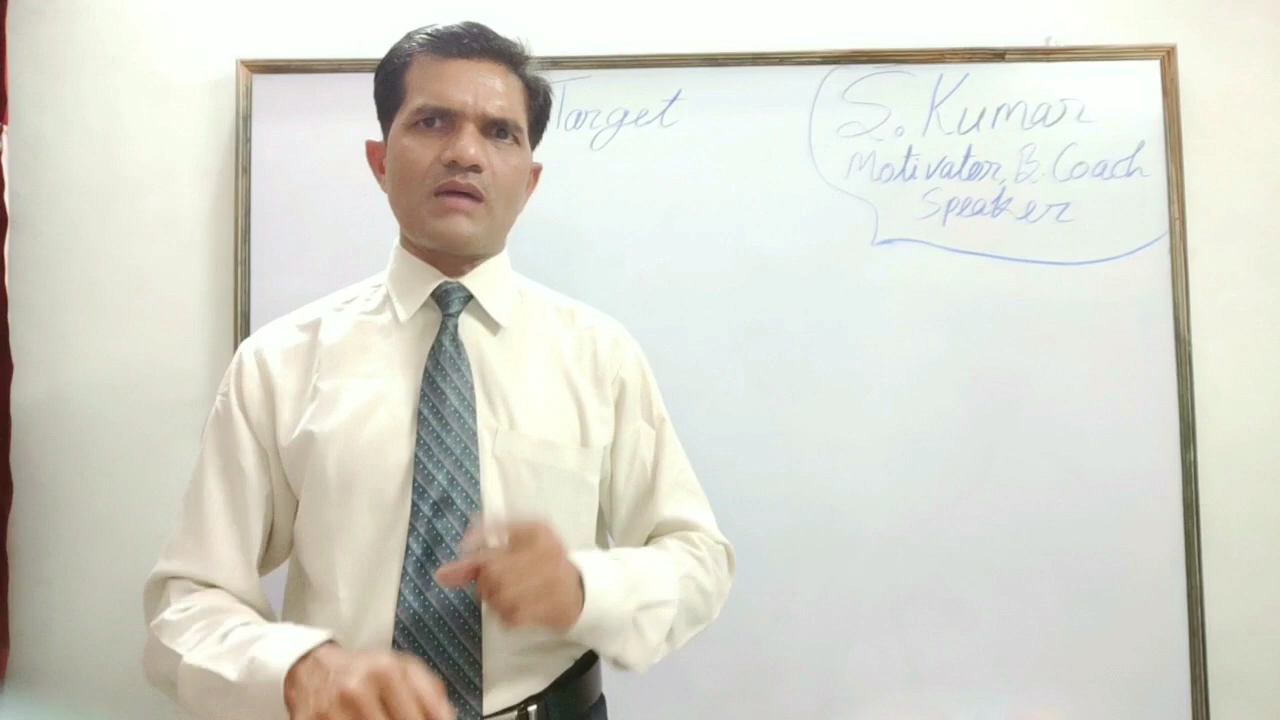 Target
S. Kumar
Motivator, B. Coach
Speaker